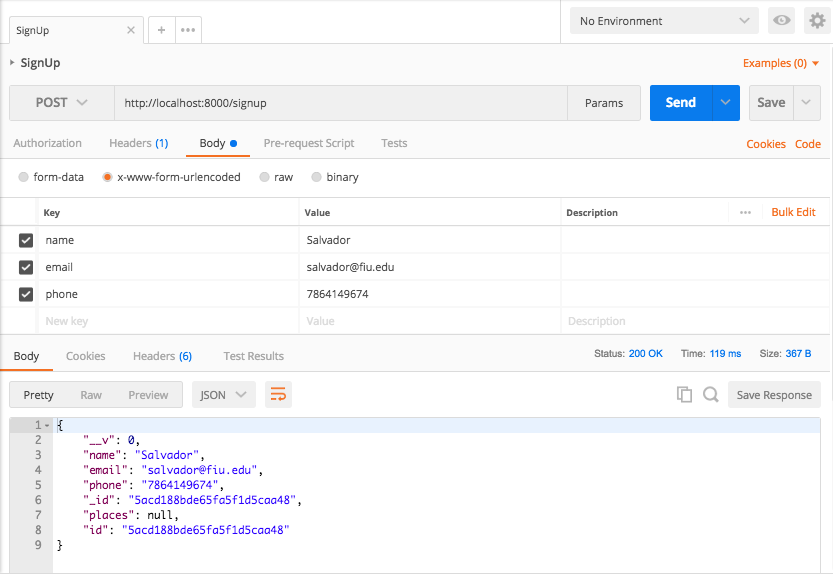 SignUp × + ••• No Environment
SignUp Examples (0)
POST http://localhost:8000/signup Params Send Save
Authorization Headers (1) Body Pre-request Script Tests Cookies Code
form-data x-www-form-urlencoded raw binary
Key Value Description ••• Bulk Edit
name Salvador
email salvador@fiu.edu
phone 7864149674
New key Value Description
Body Cookies Headers (6) Test Results Status: 200 OK Time: 119 ms Size: 367 B
Pretty Raw Preview JSON Save Response
1 {
2 "__v": 0,
3 "name": "Salvador",
4 "email": "salvador@fiu.edu",
5 "phone": "7864149674",
6 "_id": "5acd188bde65fa5f1d5caa48",
7 "places": null,
8 "id": "5acd188bde65fa5f1d5caa48"
9 }